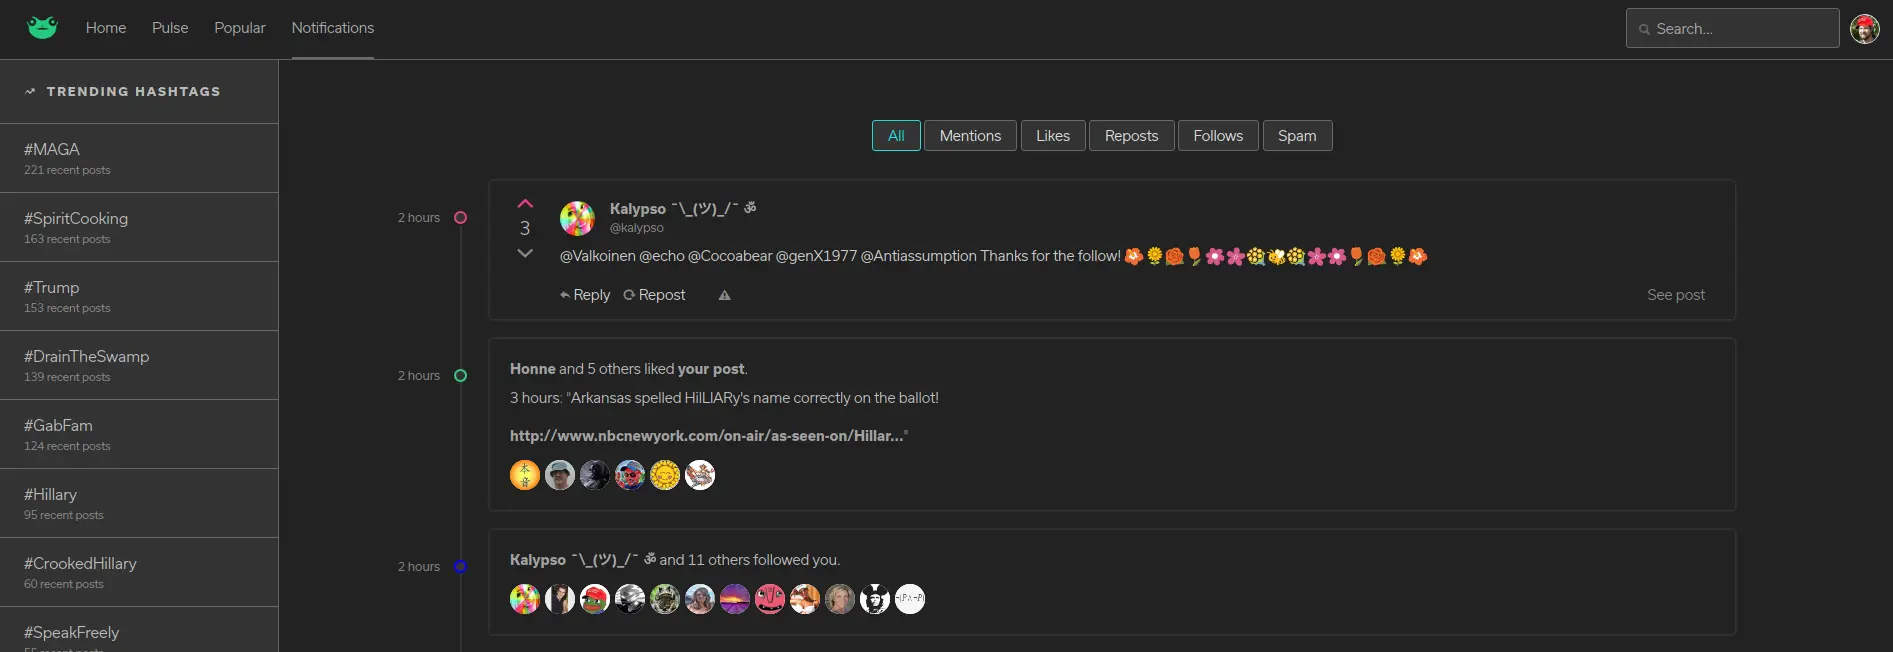 Home Pulse Popular Notifications Search...
TRENDING HASHTAGS
#MAGA
221 recent posts
#SpiritCooking
163 recent posts
#Trump
153 recent posts
#DrainTheSwamp
139 recent posts
#GabFam
124 recent posts
#Hillary
95 recent posts
#CrookedHillary
60 recent posts
#SpeakFreely
55 recent posts
All Mentions Likes Reposts Follows Spam
2 hours
3
Kalypso ¯\_(ツ)_/¯ ॐ
@kalypso
@Valkoinen @echo @Cocoabear @genX1977 @Antiassumption Thanks for the follow! 🌺🌻🌹🌷🌸🌺💐🐝💐🌺🌸🌷🌹🌻🌺
Reply Repost See post
2 hours
Honne and 5 others liked your post.
3 hours: "Arkansas spelled HilLIARy's name correctly on the ballot!
http://www.nbcnewyork.com/on-air/as-seen-on/Hillar..."
本
音
2 hours
Kalypso ¯\_(ツ)_/¯ ॐ and 11 others followed you.